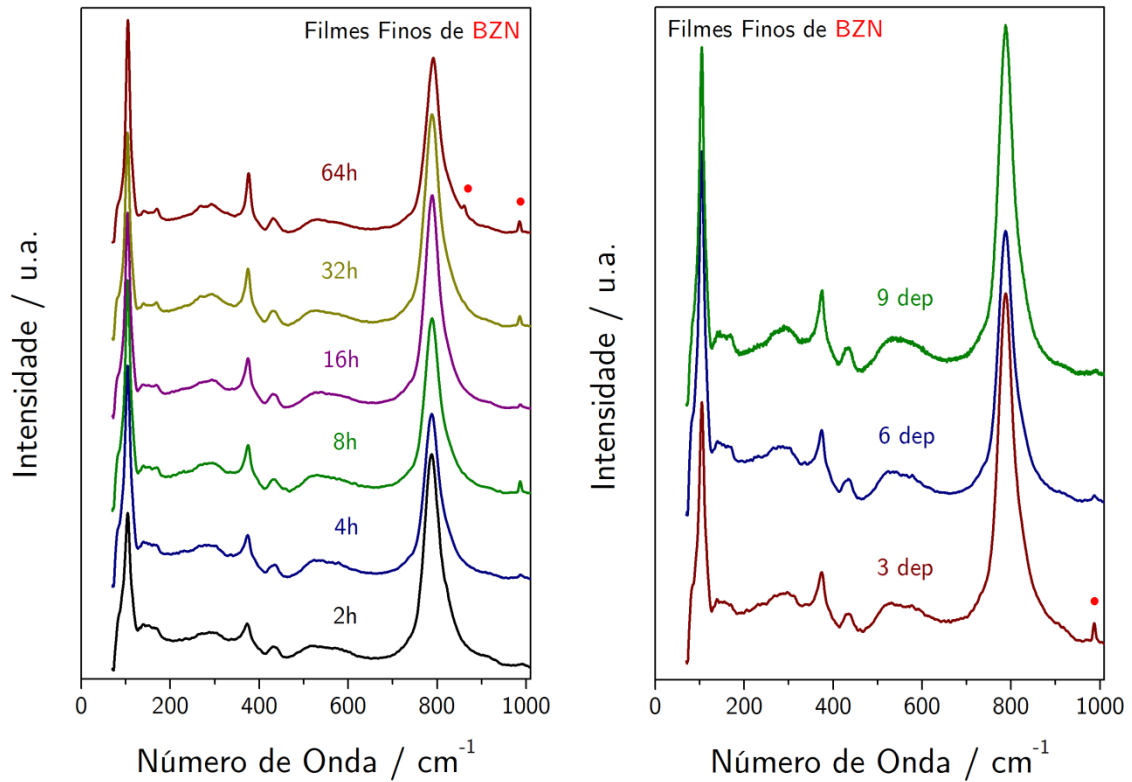 Filmes Finos de BZN
64h
32h
16h
8h
4h
2h
Intensidade / u.a.
0 200 400 600 800 1000
Número de Onda / cm⁻¹
Filmes Finos de BZN
9 dep
6 dep
3 dep
Intensidade / u.a.
0 200 400 600 800 1000
Número de Onda / cm⁻¹